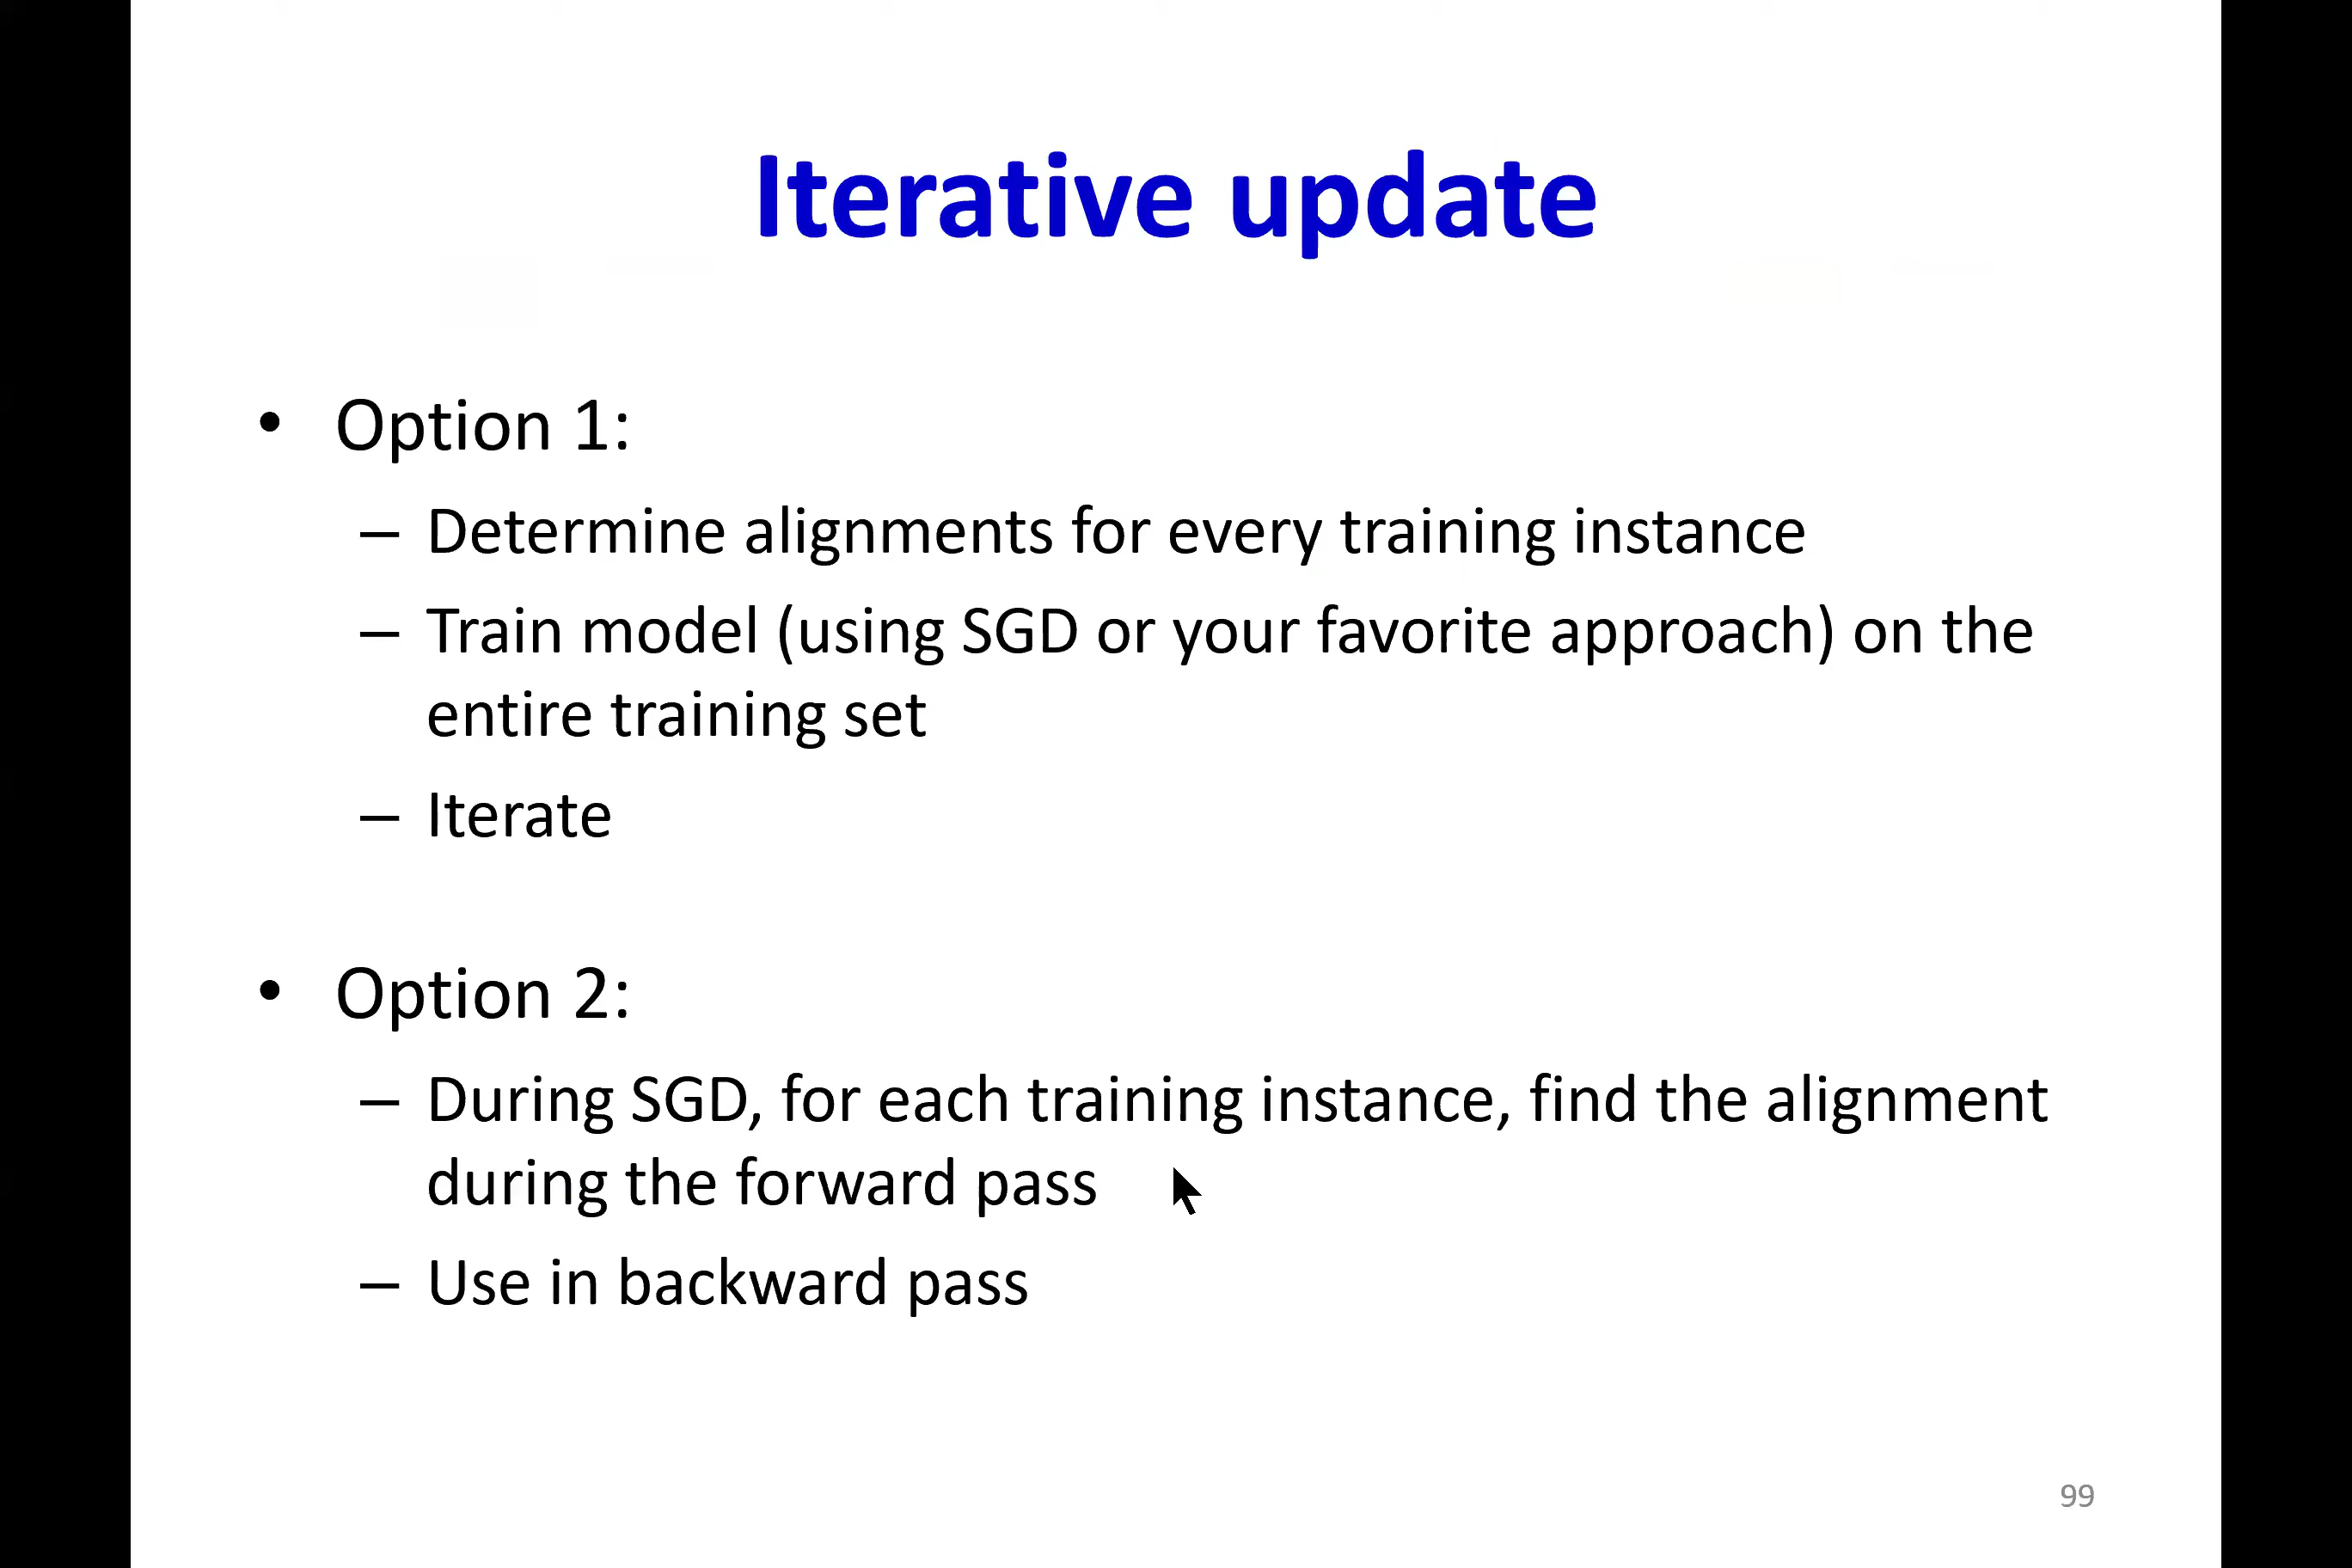 Iterative update
• Option 1:
– Determine alignments for every training instance
– Train model (using SGD or your favorite approach) on the
entire training set
– Iterate
• Option 2:
– During SGD, for each training instance, find the alignment
during the forward pass
– Use in backward pass
99